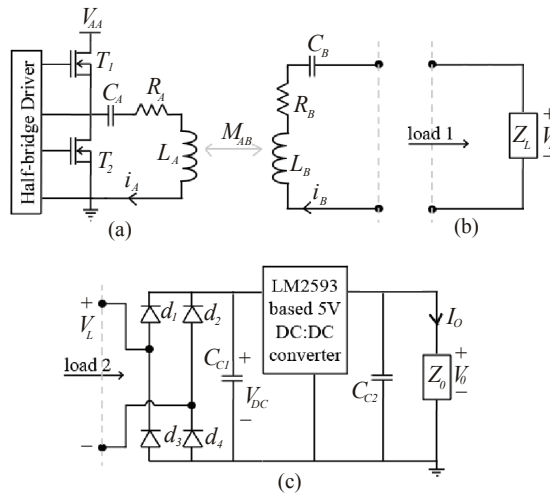 V_AA
Half-bridge Driver
T_1
C_A
R_A
T_2
L_A
M_AB
i_A
(a)
C_B
R_B
L_B
i_B
load 1
Z_L
+
V_L
−
(b)
+
V_L
load 2
−
d_1
d_2
d_3
d_4
C_C1
+
V_DC
−
LM2593
based 5V
DC:DC
converter
C_C2
I_O
Z_0
+
V_0
−
(c)